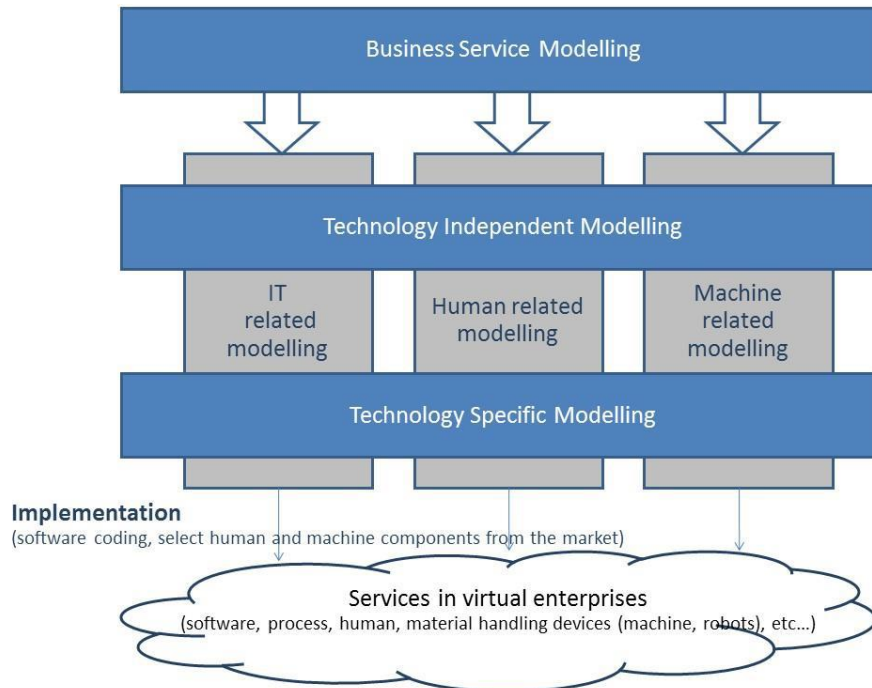 Business Service Modelling
Technology Independent Modelling
IT
related
modelling
Human related
modelling
Machine
related
modelling
Technology Specific Modelling
Implementation
(software coding, select human and machine components from the market)
Services in virtual enterprises
(software, process, human, material handling devices (machine, robots), etc...)